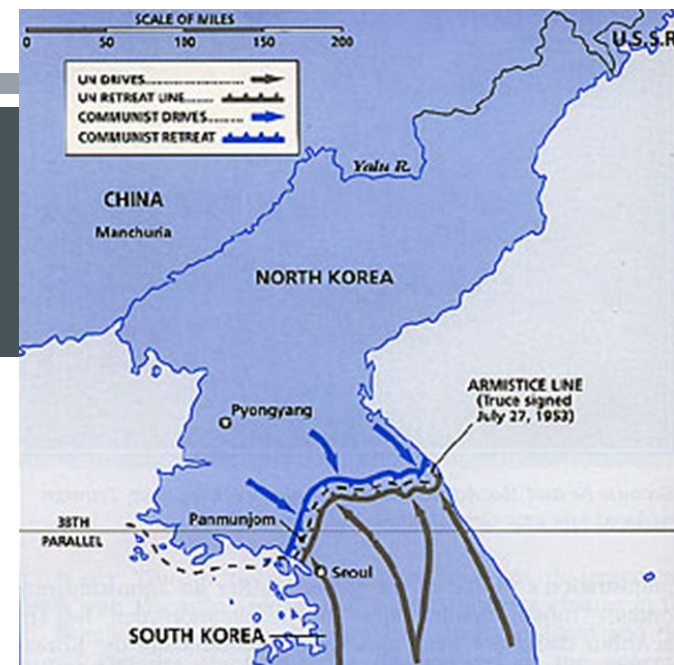 SCALE OF MILES
0 50 100 150 200
U.S.S.R
UN DRIVES..............
UN RETREAT LINE......
COMMUNIST DRIVES........
COMMUNIST RETREAT
Yalu R.
CHINA
Manchuria
NORTH KOREA
ARMISTICE LINE
(Truce signed
July 27, 1953)
Pyongyang
38TH
PARALLEL
Panmunjom
Seoul
SOUTH KOREA